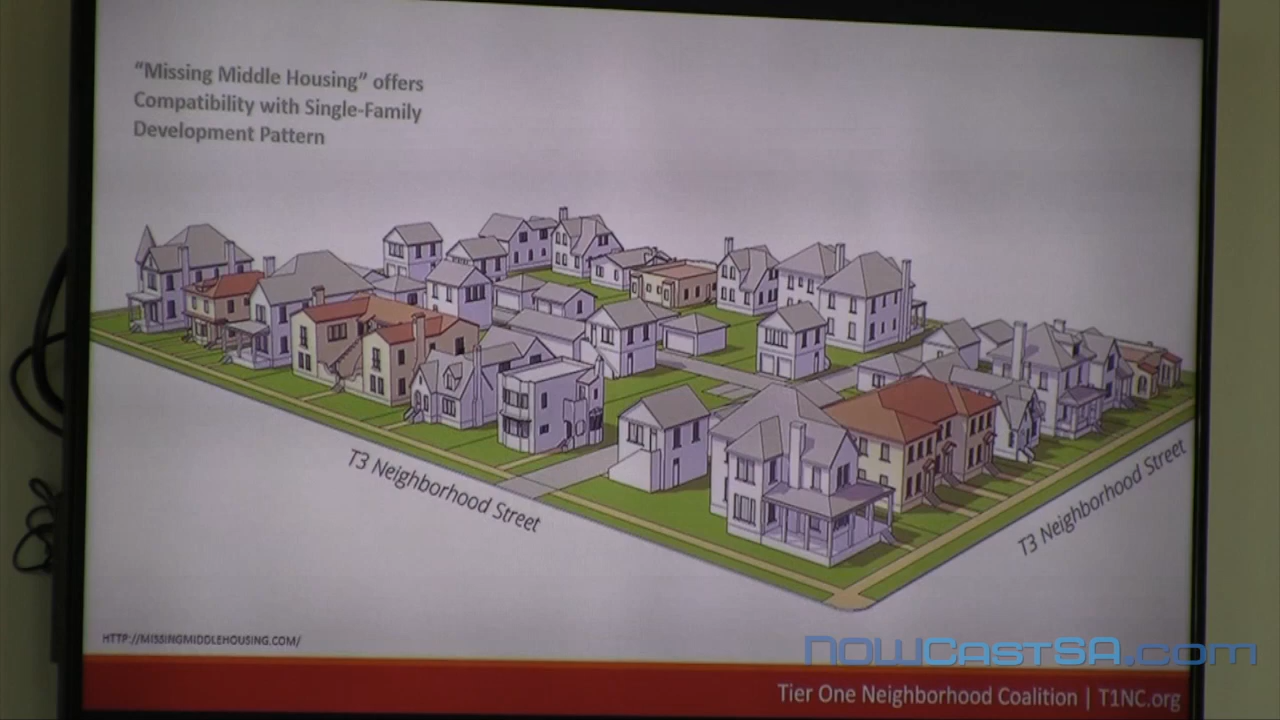 “Missing Middle Housing” offers
Compatibility with Single-Family
Development Pattern
T3 Neighborhood Street
T3 Neighborhood Street
HTTP://MISSINGMIDDLEHOUSING.COM/
NOWCastSA.com
Tier One Neighborhood Coalition | T1NC.org